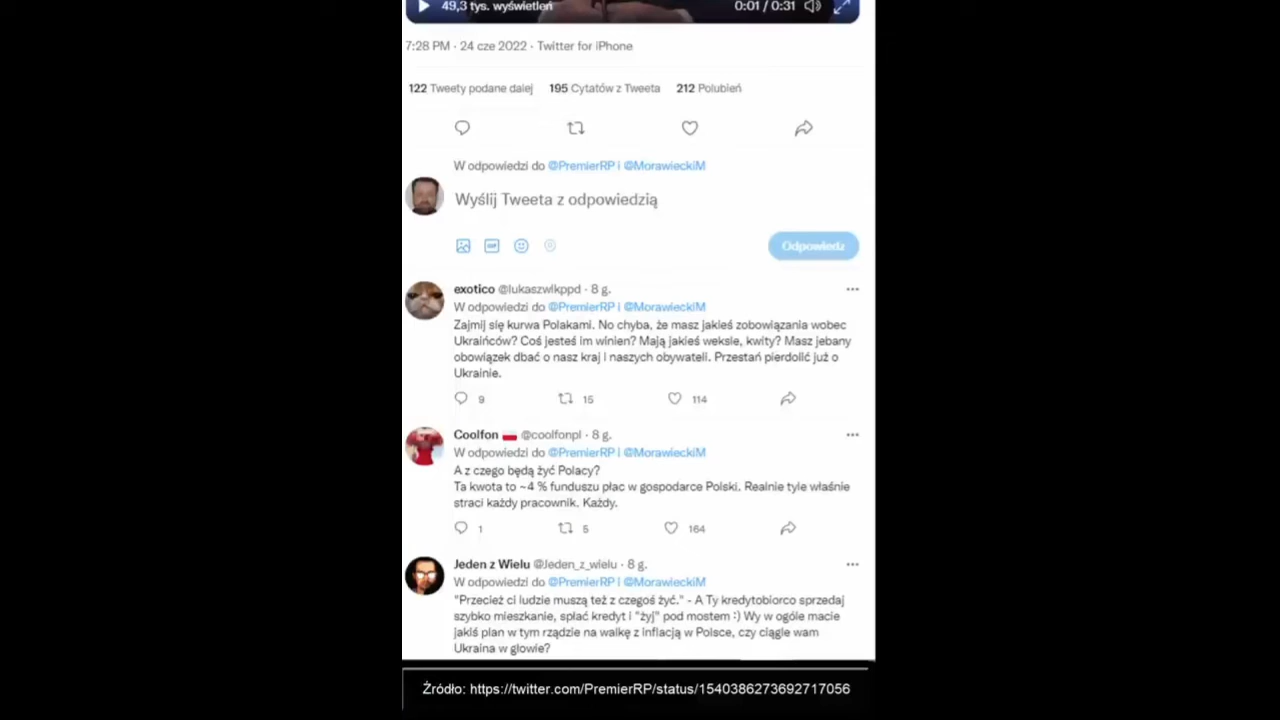 49,3 tys. wyświetleń 0:01 / 0:31
7:28 PM · 24 cze 2022 · Twitter for iPhone
122 Tweety podane dalej 195 Cytatów z Tweeta 212 Polubień
W odpowiedzi do @PremierRP i @MorawieckiM
Wyślij Tweeta z odpowiedzią
GIF
Odpowiedz
exotico @lukaszwlkppd · 8 g.
W odpowiedzi do @PremierRP i @MorawieckiM
Zajmij się kurwa Polakami. No chyba, że masz jakieś zobowiązania wobec
Ukraińców? Coś jesteś im winien? Mają jakieś weksle, kwity? Masz jebany
obowiązek dbać o nasz kraj i naszych obywateli. Przestań pierdolić już o
Ukrainie.
9 15 114
Coolfon @coolfonpl · 8 g.
W odpowiedzi do @PremierRP i @MorawieckiM
A z czego będą żyć Polacy?
Ta kwota to ~4 % funduszu płac w gospodarce Polski. Realnie tyle właśnie
straci każdy pracownik. Każdy.
1 5 164
Jeden z Wielu @Jeden_z_wielu · 8 g.
W odpowiedzi do @PremierRP i @MorawieckiM
"Przecież ci ludzie muszą też z czegoś żyć." - A Ty kredytobiorco sprzedaj
szybko mieszkanie, spłać kredyt i "żyj" pod mostem :) Wy w ogóle macie
jakiś plan w tym rządzie na walkę z inflacją w Polsce, czy ciągle wam
Ukraina w głowie?
Źródło: https://twitter.com/PremierRP/status/1540386273692717056